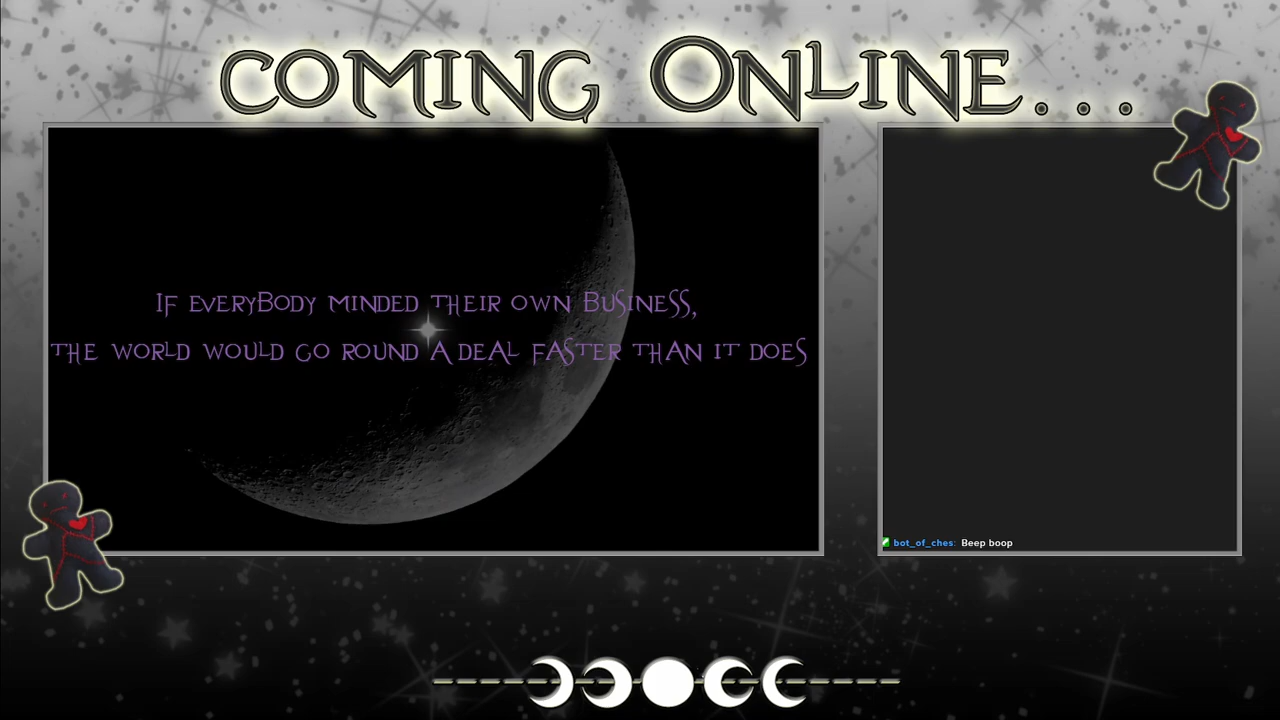 COMING ONLINE...
IF EVERYBODY MINDED THEIR OWN BUSINESS,
THE WORLD WOULD GO ROUND A DEAL FASTER THAN IT DOES
bot_of_ches: Beep boop